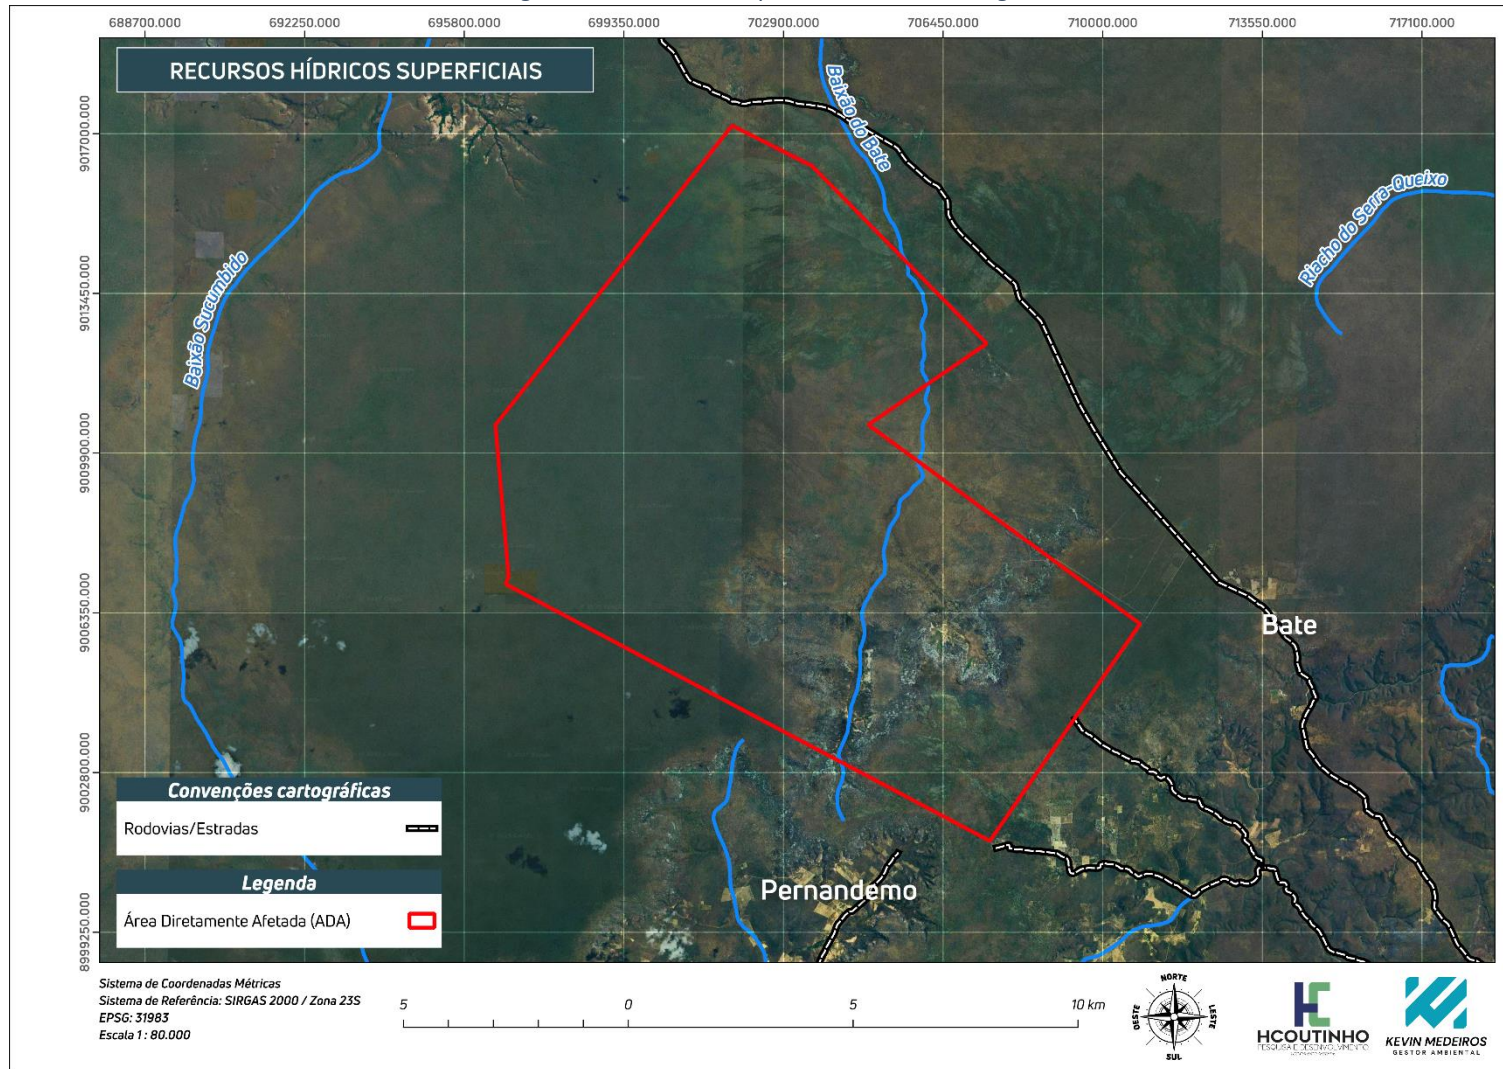 688700.000 692250.000 695800.000 699350.000 702900.000 706450.000 710000.000 713550.000 717100.000
RECURSOS HÍDRICOS SUPERFICIAIS
9017000.000
9013450.000
9009900.000
9006350.000
9002800.000
8999250.000
Baixão do Bate
Riacho do Serra-Queixo
Baixão Sucumbido
Bate
Pernandemo
Convenções cartográficas
Rodovias/Estradas
Legenda
Área Diretamente Afetada (ADA)
Sistema de Coordenadas Métricas
Sistema de Referência: SIRGAS 2000 / Zona 23S
EPSG: 31983
Escala 1 : 80.000
5 0 5 10 km
NORTE
OESTE
LESTE
SUL
HCOUTINHO
PESQUISA E DESENVOLVIMENTO
KEVIN MEDEIROS
GESTOR AMBIENTAL